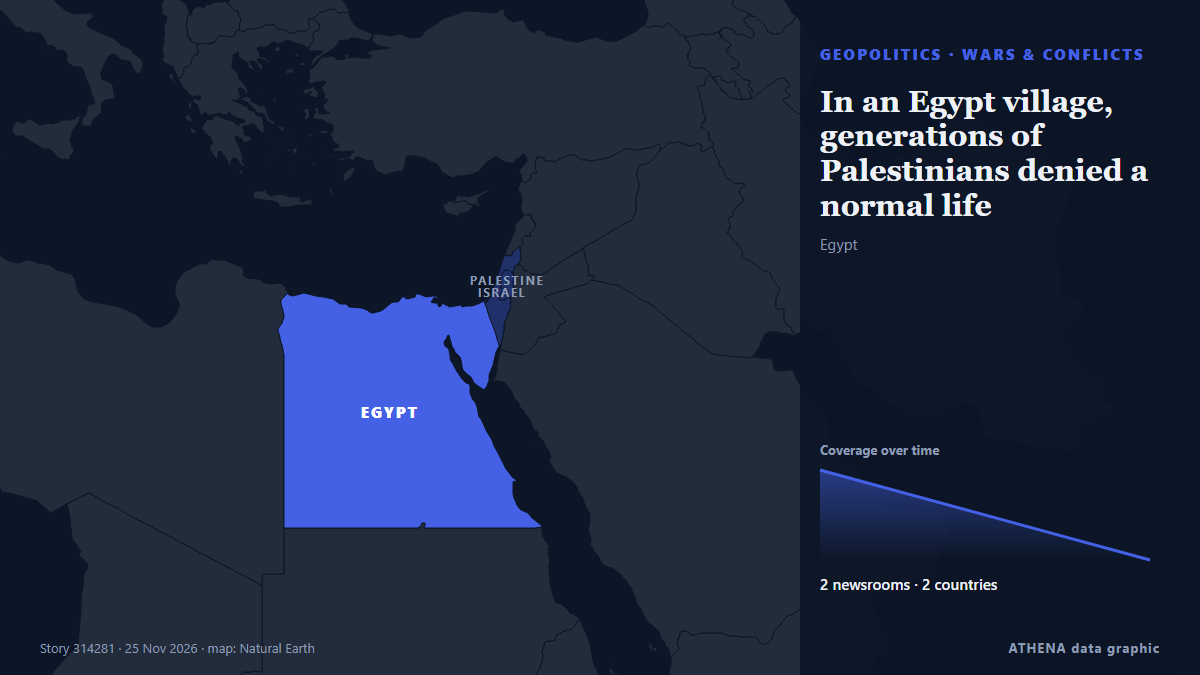 GEOPOLITICS · WARS & CONFLICTS
In an Egypt village,
generations of
Palestinians denied a
normal life
Egypt
PALESTINE
ISRAEL
EGYPT
Coverage over time
2 newsrooms · 2 countries
Story 314281 · 25 Nov 2026 · map: Natural Earth
ATHENA data graphic